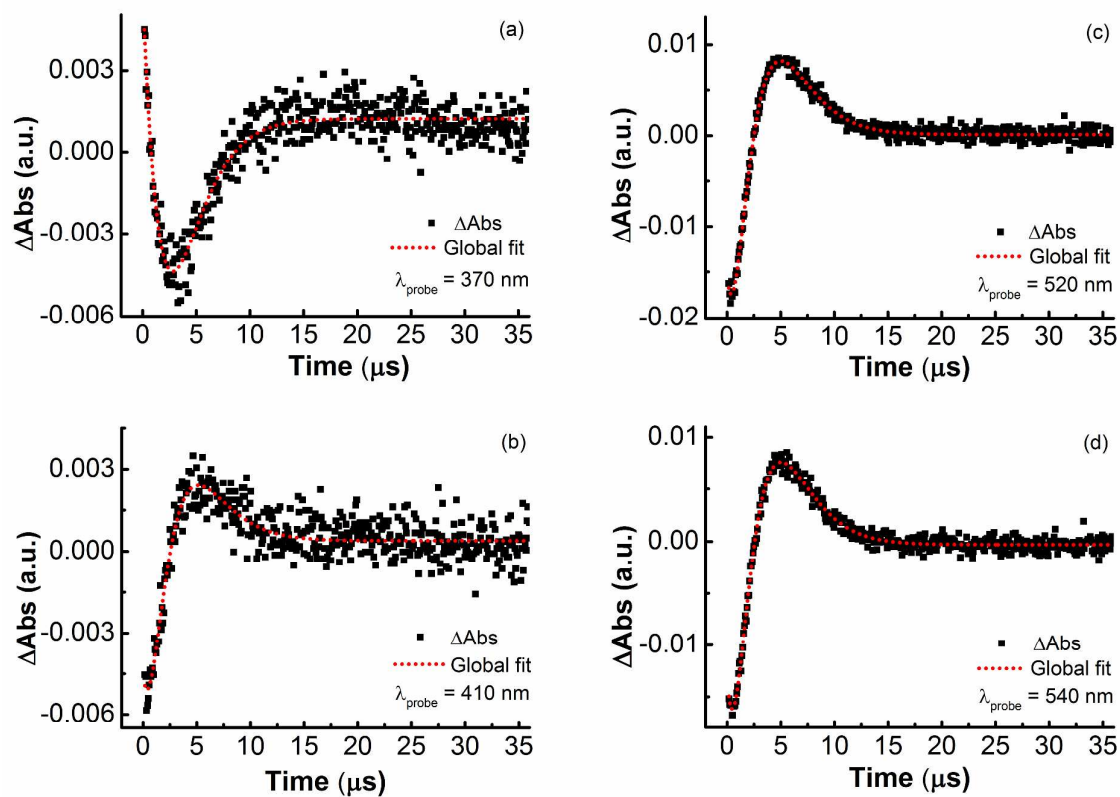 (a)
0.003
0.000
-0.003
-0.006
ΔAbs (a.u.)
ΔAbs
Global fit
λprobe = 370 nm
0 5 10 15 20 25 30 35
Time (μs)
(c)
0.01
0.00
-0.01
-0.02
ΔAbs (a.u.)
ΔAbs
Global fit
λprobe = 520 nm
0 5 10 15 20 25 30 35
Time (μs)
(b)
0.003
0.000
-0.003
-0.006
ΔAbs (a.u.)
ΔAbs
Global fit
λprobe = 410 nm
0 5 10 15 20 25 30 35
Time (μs)
(d)
0.01
0.00
-0.01
ΔAbs (a.u.)
ΔAbs
Global fit
λprobe = 540 nm
0 5 10 15 20 25 30 35
Time (μs)